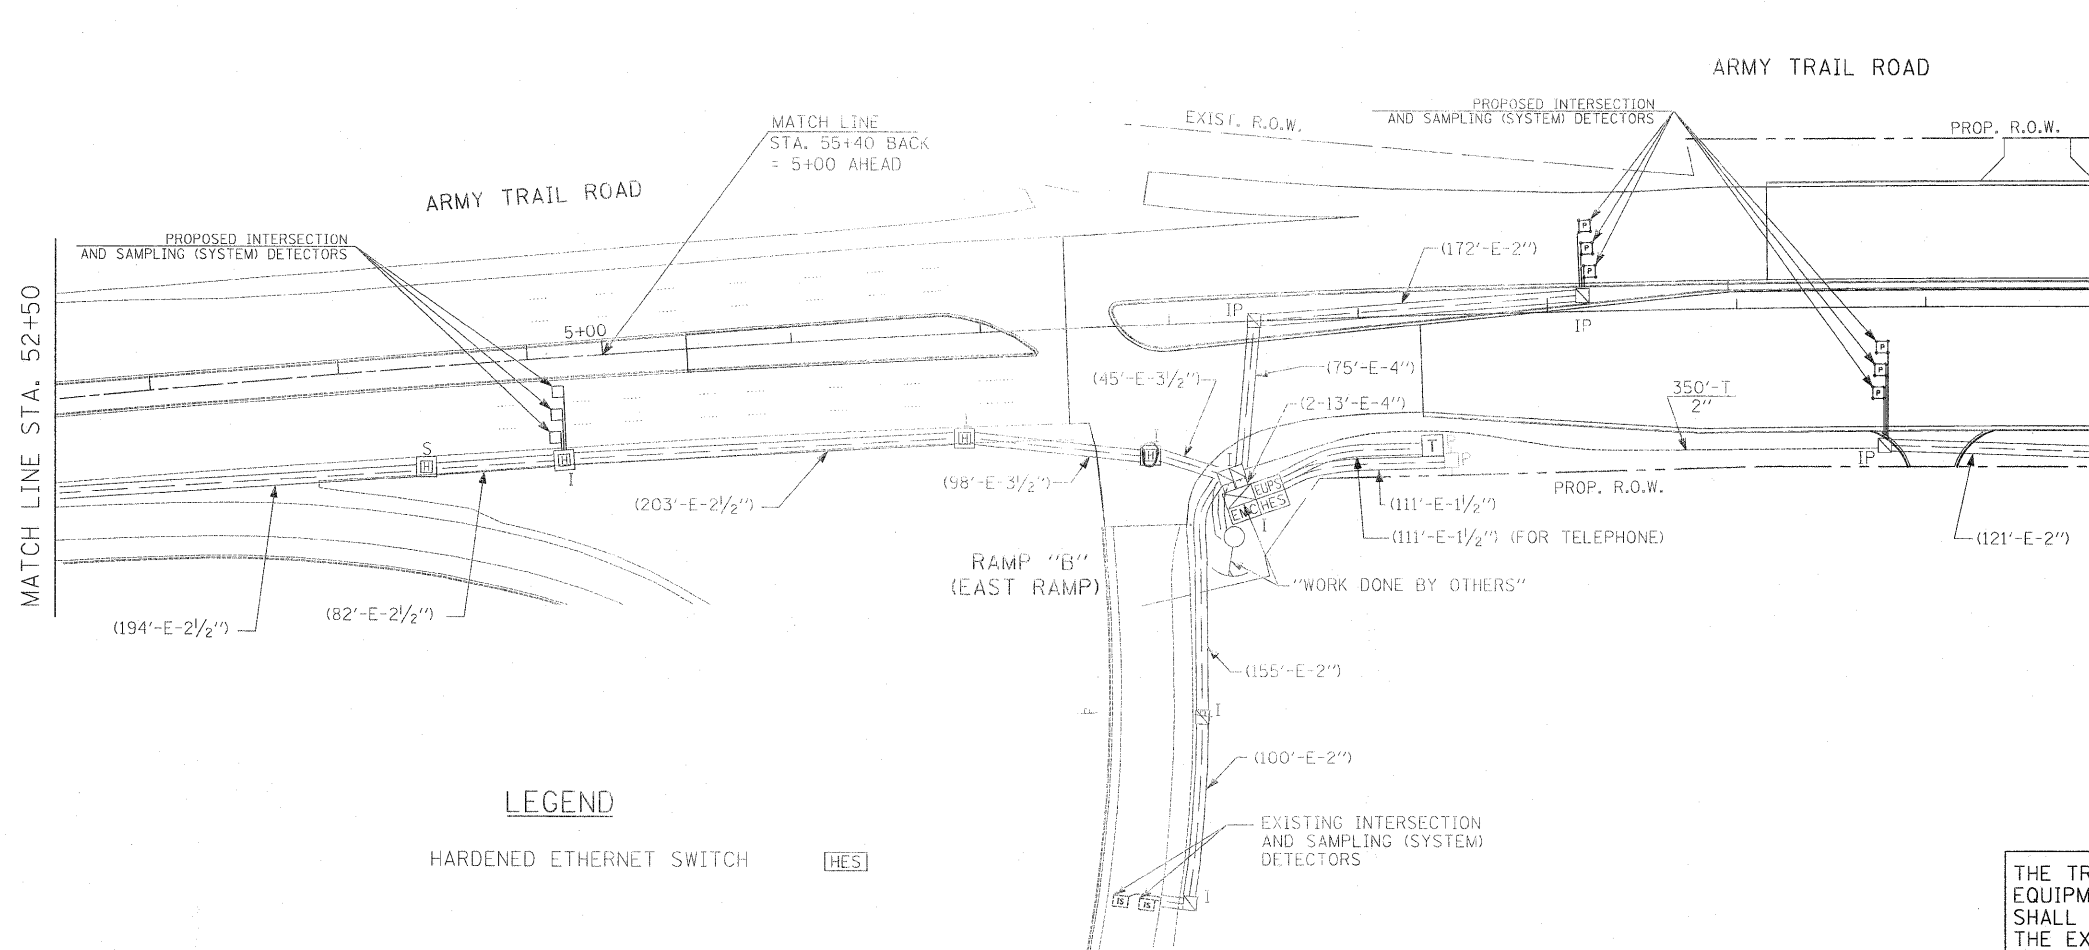 ARMY TRAIL ROAD
PROPOSED INTERSECTION
AND SAMPLING (SYSTEM) DETECTORS
EXIST. R.O.W.
PROP. R.O.W.
MATCH LINE
STA. 55+40 BACK
= 5+00 AHEAD
ARMY TRAIL ROAD
PROPOSED INTERSECTION
AND SAMPLING (SYSTEM) DETECTORS
MATCH LINE STA. 52+50
5+00
(172'-E-2")
P
P
P
IP
IP
P
P
P
(75'-E-4")
(45'-E-3½")
(2-13'-E-4")
350'-T
2"
S
H
H
I
H
I
H
I
T
P
IP
IP
(98'-E-3½")
(203'-E-2½")
EUPS
EMC HES
I
PROP. R.O.W.
(111'-E-1½")
(111'-E-1½") (FOR TELEPHONE)
(121'-E-2")
RAMP "B"
(EAST RAMP)
"WORK DONE BY OTHERS"
(194'-E-2½")
(82'-E-2½")
(155'-E-2")
I
(100'-E-2")
LEGEND
HARDENED ETHERNET SWITCH HES
EXISTING INTERSECTION
AND SAMPLING (SYSTEM)
DETECTORS
IS
IS
I
THE TR
EQUIPM
SHALL
THE EX